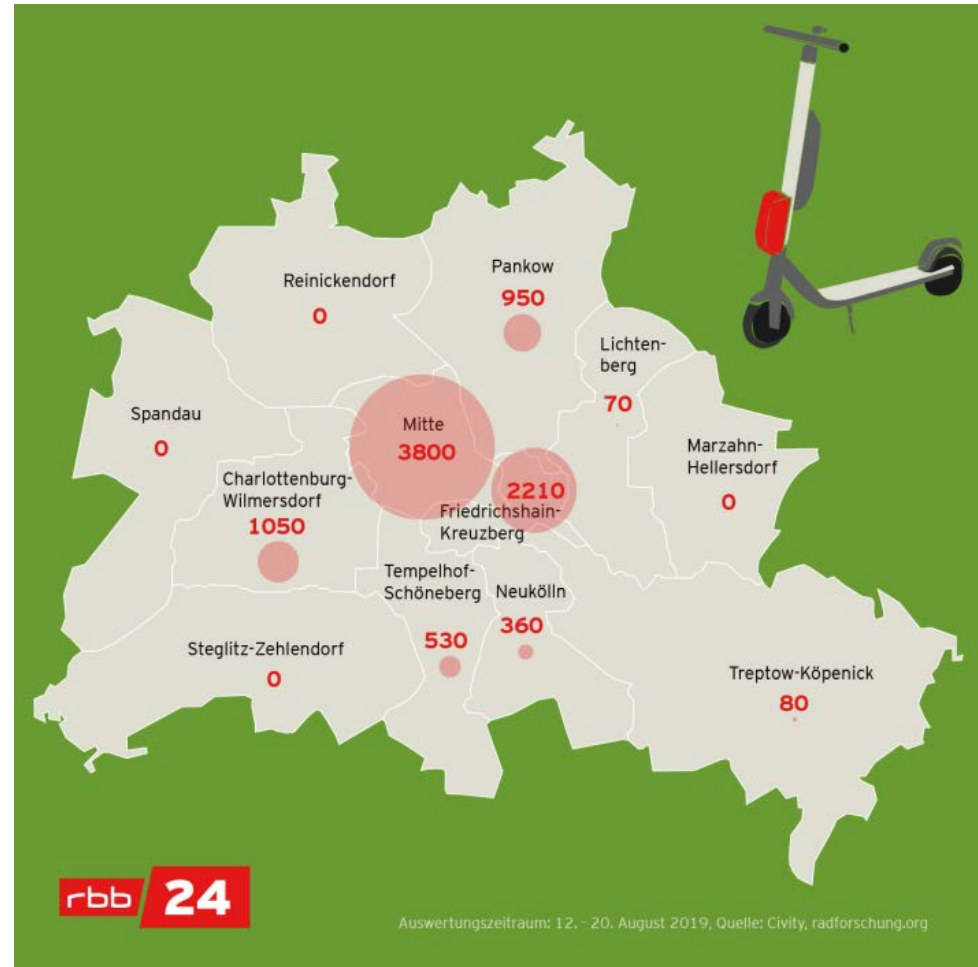 Pankow
950
Reinickendorf
0
Lichten-
berg
70
Spandau
0
Mitte
3800
Marzahn-
Hellersdorf
0
Charlottenburg-
Wilmersdorf
1050
2210
Friedrichshain-
Kreuzberg
Tempelhof-
Schöneberg
530
Neukölln
360
Steglitz-Zehlendorf
0
Treptow-Köpenick
80
rbb 24
Auswertungszeitraum: 12. - 20. August 2019, Quelle: Civity, radforschung.org